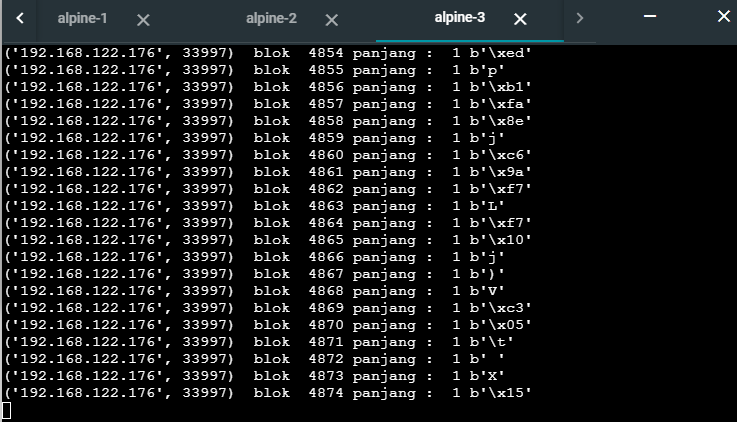 alpine-1 alpine-2 alpine-3
('192.168.122.176', 33997)  blok  4854 panjang :  1 b'\xed'
('192.168.122.176', 33997)  blok  4855 panjang :  1 b'p'
('192.168.122.176', 33997)  blok  4856 panjang :  1 b'\xb1'
('192.168.122.176', 33997)  blok  4857 panjang :  1 b'\xfa'
('192.168.122.176', 33997)  blok  4858 panjang :  1 b'\x8e'
('192.168.122.176', 33997)  blok  4859 panjang :  1 b'j'
('192.168.122.176', 33997)  blok  4860 panjang :  1 b'\xc6'
('192.168.122.176', 33997)  blok  4861 panjang :  1 b'\x9a'
('192.168.122.176', 33997)  blok  4862 panjang :  1 b'\xf7'
('192.168.122.176', 33997)  blok  4863 panjang :  1 b'L'
('192.168.122.176', 33997)  blok  4864 panjang :  1 b'\xf7'
('192.168.122.176', 33997)  blok  4865 panjang :  1 b'\x10'
('192.168.122.176', 33997)  blok  4866 panjang :  1 b'j'
('192.168.122.176', 33997)  blok  4867 panjang :  1 b')'
('192.168.122.176', 33997)  blok  4868 panjang :  1 b'V'
('192.168.122.176', 33997)  blok  4869 panjang :  1 b'\xc3'
('192.168.122.176', 33997)  blok  4870 panjang :  1 b'\x05'
('192.168.122.176', 33997)  blok  4871 panjang :  1 b'\t'
('192.168.122.176', 33997)  blok  4872 panjang :  1 b' '
('192.168.122.176', 33997)  blok  4873 panjang :  1 b'X'
('192.168.122.176', 33997)  blok  4874 panjang :  1 b'\x15'